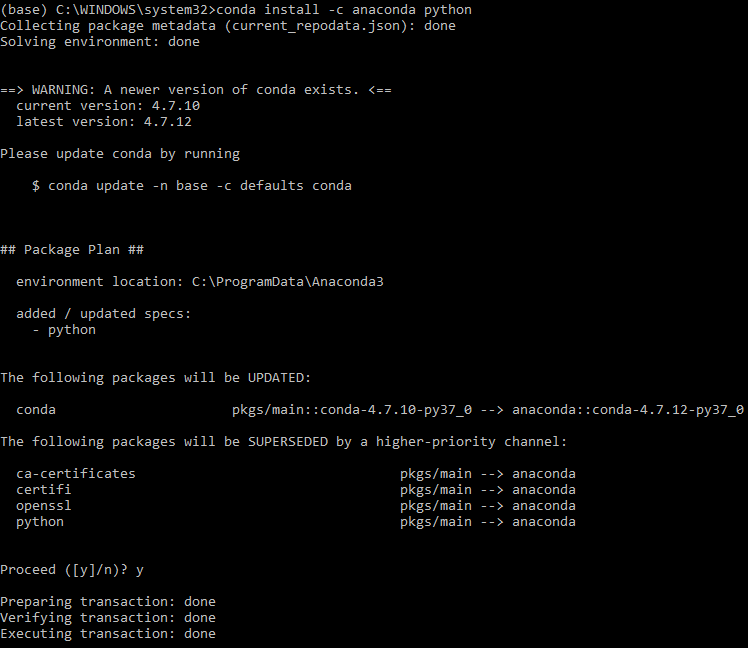 (base) C:\WINDOWS\system32>conda install -c anaconda python
Collecting package metadata (current_repodata.json): done
Solving environment: done
==> WARNING: A newer version of conda exists. <==
current version: 4.7.10
latest version: 4.7.12
Please update conda by running
$ conda update -n base -c defaults conda
## Package Plan ##
environment location: C:\ProgramData\Anaconda3
added / updated specs:
- python
The following packages will be UPDATED:
conda pkgs/main::conda-4.7.10-py37_0 --> anaconda::conda-4.7.12-py37_0
The following packages will be SUPERSEDED by a higher-priority channel:
ca-certificates pkgs/main --> anaconda
certifi pkgs/main --> anaconda
openssl pkgs/main --> anaconda
python pkgs/main --> anaconda
Proceed ([y]/n)? y
Preparing transaction: done
Verifying transaction: done
Executing transaction: done